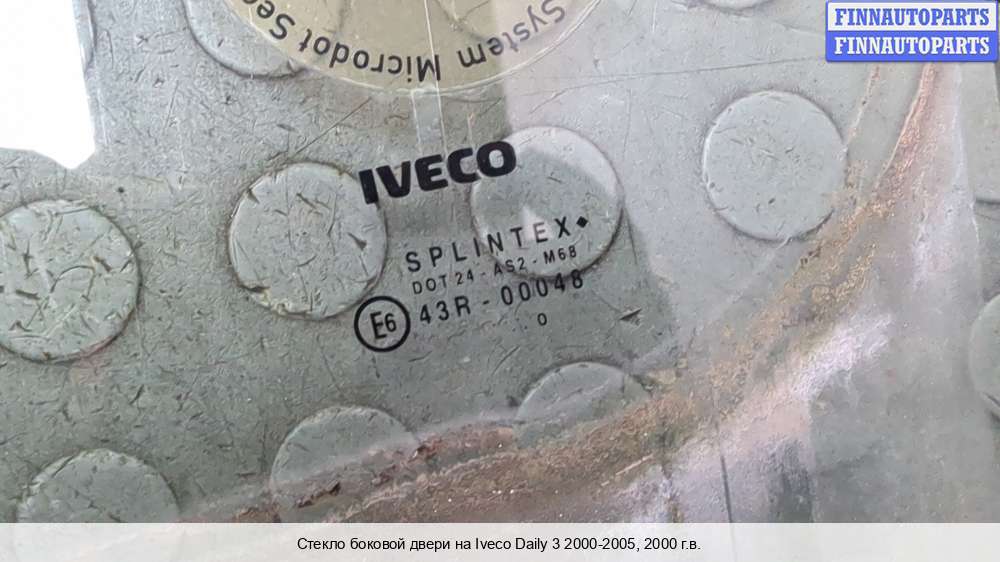 FINNAUTOPARTS
FINNAUTOPARTS
System Microdot Sec
IVECO
SPLINTEX
DOT 24 - AS2 - M68
E6 43R - 00048
. . 0
Стекло боковой двери на Iveco Daily 3 2000-2005, 2000 г.в.